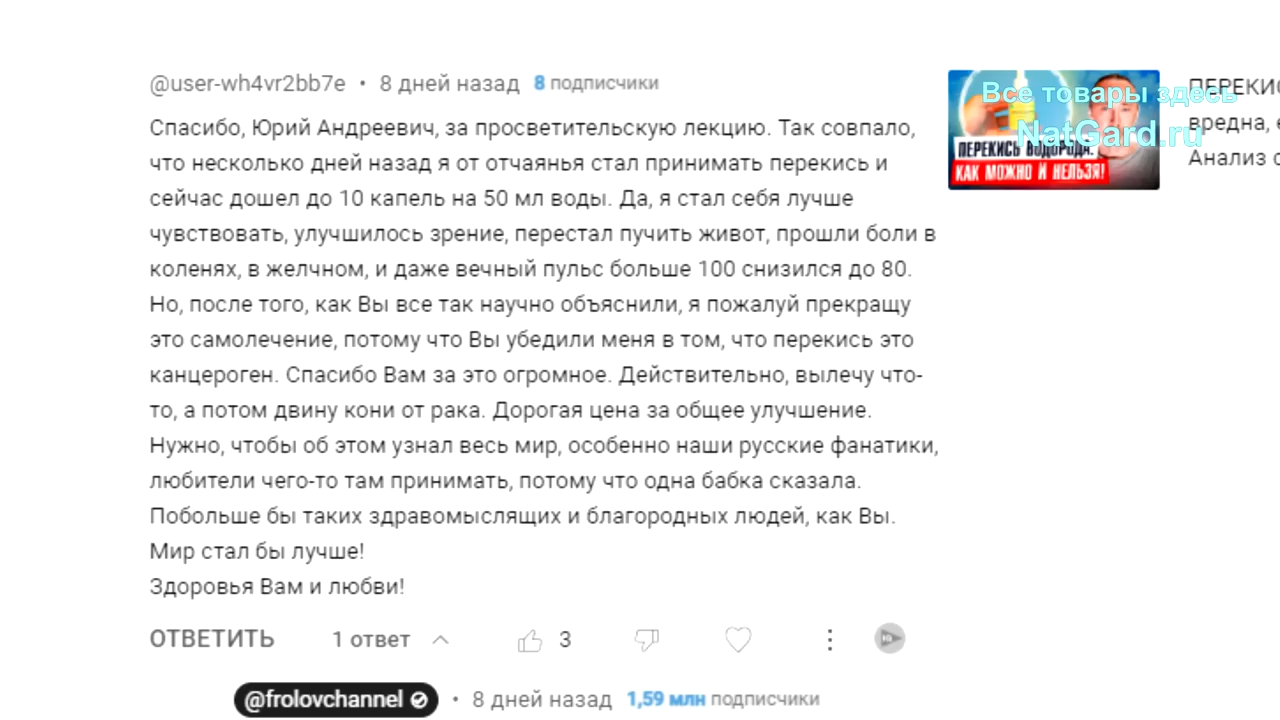 @user-wh4vr2bb7e • 8 дней назад 8 подписчики
Спасибо, Юрий Андреевич, за просветительскую лекцию. Так совпало,
что несколько дней назад я от отчаянья стал принимать перекись и
сейчас дошел до 10 капель на 50 мл воды. Да, я стал себя лучше
чувствовать, улучшилось зрение, перестал пучить живот, прошли боли в
коленях, в желчном, и даже вечный пульс больше 100 снизился до 80.
Но, после того, как Вы все так научно объяснили, я пожалуй прекращу
это самолечение, потому что Вы убедили меня в том, что перекись это
канцероген. Спасибо Вам за это огромное. Действительно, вылечу что-
то, а потом двину кони от рака. Дорогая цена за общее улучшение.
Нужно, чтобы об этом узнал весь мир, особенно наши русские фанатики,
любители чего-то там принимать, потому что одна бабка сказала.
Побольше бы таких здравомыслящих и благородных людей, как Вы.
Мир стал бы лучше!
Здоровья Вам и любви!
ОТВЕТИТЬ 1 ответ 3
@frolovchannel • 8 дней назад 1,59 млн подписчики
Все товары здесь
NatGard.ru
ПЕРЕКИСЬ ВОДОРОДА.
КАК МОЖНО И НЕЛЬЗЯ!
вредна,
Анализ